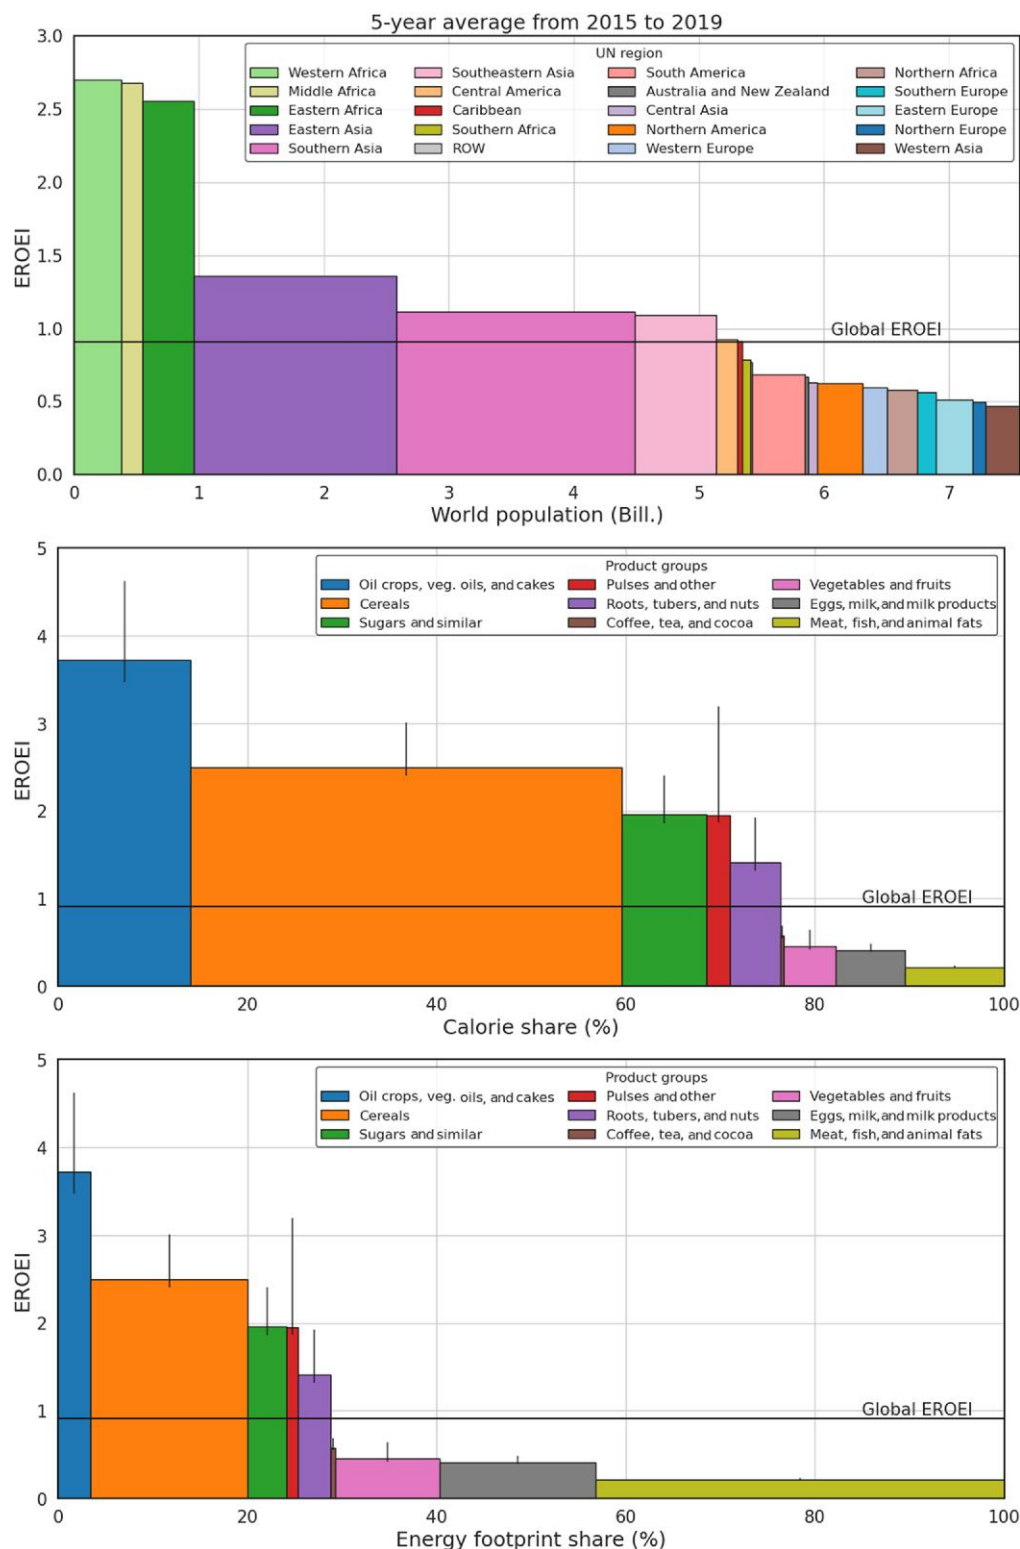 5-year average from 2015 to 2019
3.0
2.5
2.0
1.5
1.0
0.5
0.0
EROEI
UN region
Western Africa Southeastern Asia South America Northern Africa
Middle Africa Central America Australia and New Zealand Southern Europe
Eastern Africa Caribbean Central Asia Eastern Europe
Eastern Asia Southern Africa Northern America Northern Europe
Southern Asia ROW Western Europe Western Asia
Global EROEI
0 1 2 3 4 5 6 7
World population (Bill.)
5
4
3
2
1
0
EROEI
Product groups
Oil crops, veg. oils, and cakes Pulses and other Vegetables and fruits
Cereals Roots, tubers, and nuts Eggs, milk, and milk products
Sugars and similar Coffee, tea, and cocoa Meat, fish, and animal fats
Global EROEI
0 20 40 60 80 100
Calorie share (%)
5
4
3
2
1
0
EROEI
Product groups
Oil crops, veg. oils, and cakes Pulses and other Vegetables and fruits
Cereals Roots, tubers, and nuts Eggs, milk, and milk products
Sugars and similar Coffee, tea, and cocoa Meat, fish, and animal fats
Global EROEI
0 20 40 60 80 100
Energy footprint share (%)